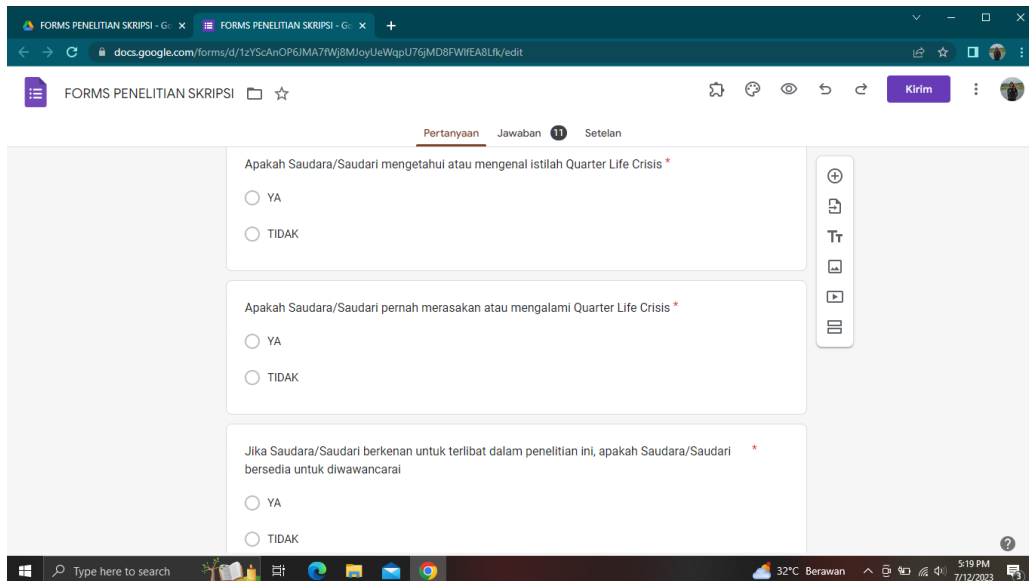 FORMS PENELITIAN SKRIPSI - Go
FORMS PENELITIAN SKRIPSI - Go
docs.google.com/forms/d/1zYScAnOP6JMA7fWj8MJoyUeWqpU76jMD8FWIfEA8Lfk/edit
FORMS PENELITIAN SKRIPSI
Kirim
Pertanyaan Jawaban 11 Setelan
Apakah Saudara/Saudari mengetahui atau mengenal istilah Quarter Life Crisis *
YA
TIDAK
Apakah Saudara/Saudari pernah merasakan atau mengalami Quarter Life Crisis *
YA
TIDAK
Jika Saudara/Saudari berkenan untuk terlibat dalam penelitian ini, apakah Saudara/Saudari *
bersedia untuk diwawancarai
YA
TIDAK
Type here to search
32°C Berawan
5:19 PM
7/12/2023